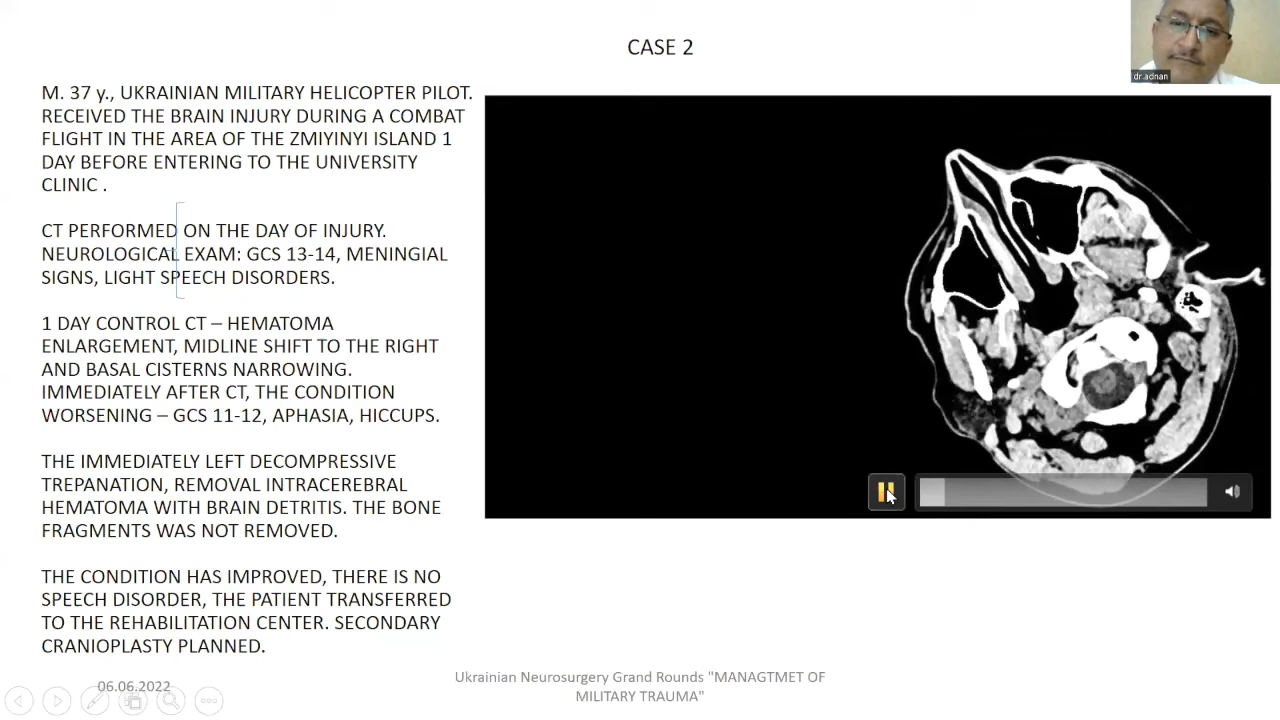 CASE 2
dr.adnan
M. 37 y., UKRAINIAN MILITARY HELICOPTER PILOT.
RECEIVED THE BRAIN INJURY DURING A COMBAT
FLIGHT IN THE AREA OF THE ZMIYINYI ISLAND 1
DAY BEFORE ENTERING TO THE UNIVERSITY
CLINIC .
CT PERFORMED ON THE DAY OF INJURY.
NEUROLOGICAL EXAM: GCS 13-14, MENINGIAL
SIGNS, LIGHT SPEECH DISORDERS.
1 DAY CONTROL CT – HEMATOMA
ENLARGEMENT, MIDLINE SHIFT TO THE RIGHT
AND BASAL CISTERNS NARROWING.
IMMEDIATELY AFTER CT, THE CONDITION
WORSENING – GCS 11-12, APHASIA, HICCUPS.
THE IMMEDIATELY LEFT DECOMPRESSIVE
TREPANATION, REMOVAL INTRACEREBRAL
HEMATOMA WITH BRAIN DETRITIS. THE BONE
FRAGMENTS WAS NOT REMOVED.
THE CONDITION HAS IMPROVED, THERE IS NO
SPEECH DISORDER, THE PATIENT TRANSFERRED
TO THE REHABILITATION CENTER. SECONDARY
CRANIOPLASTY PLANNED.
06.06.2022
Ukrainian Neurosurgery Grand Rounds "MANAGTMET OF
MILITARY TRAUMA"